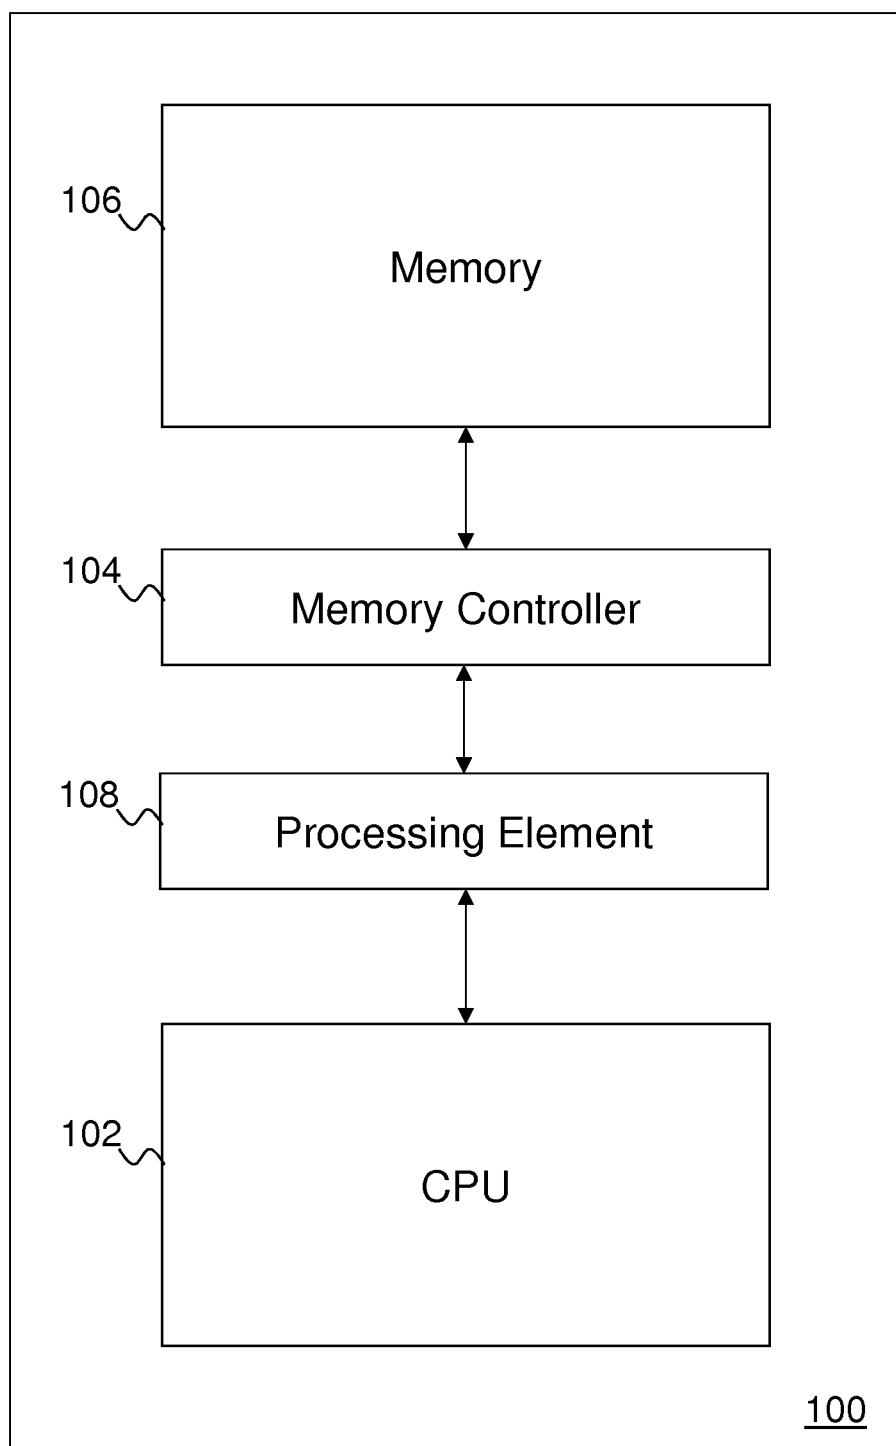 106
Memory
104
Memory Controller
108
Processing Element
102
CPU
100